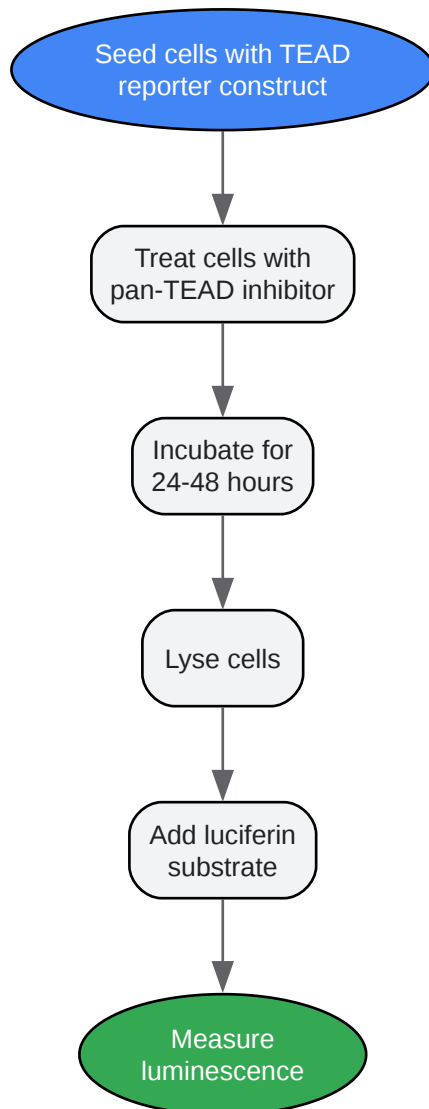 Seed cells with TEAD
reporter construct
Treat cells with
pan-TEAD inhibitor
Incubate for
24-48 hours
Lyse cells
Add luciferin
substrate
Measure
luminescence